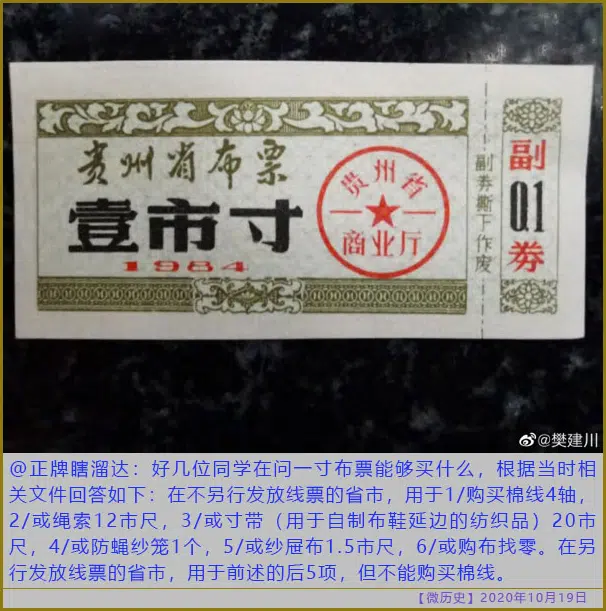 贵州省布票
壹市寸
1984
贵州省
商业厅
副券撕下作废
副
0.1
券
@樊建川
@正牌瞎溜达：好几位同学在问一寸布票能够买什么，根据当时相
关文件回答如下：在不另行发放线票的省市，用于1/购买棉线4轴，
2/或绳索12市尺，3/或寸带（用于自制布鞋延边的纺织品）20市
尺，4/或防蝇纱笼1个，5/或纱屉布1.5市尺，6/或购布找零。在另
行发放线票的省市，用于前述的后5项，但不能购买棉线。
【微历史】2020年10月19日